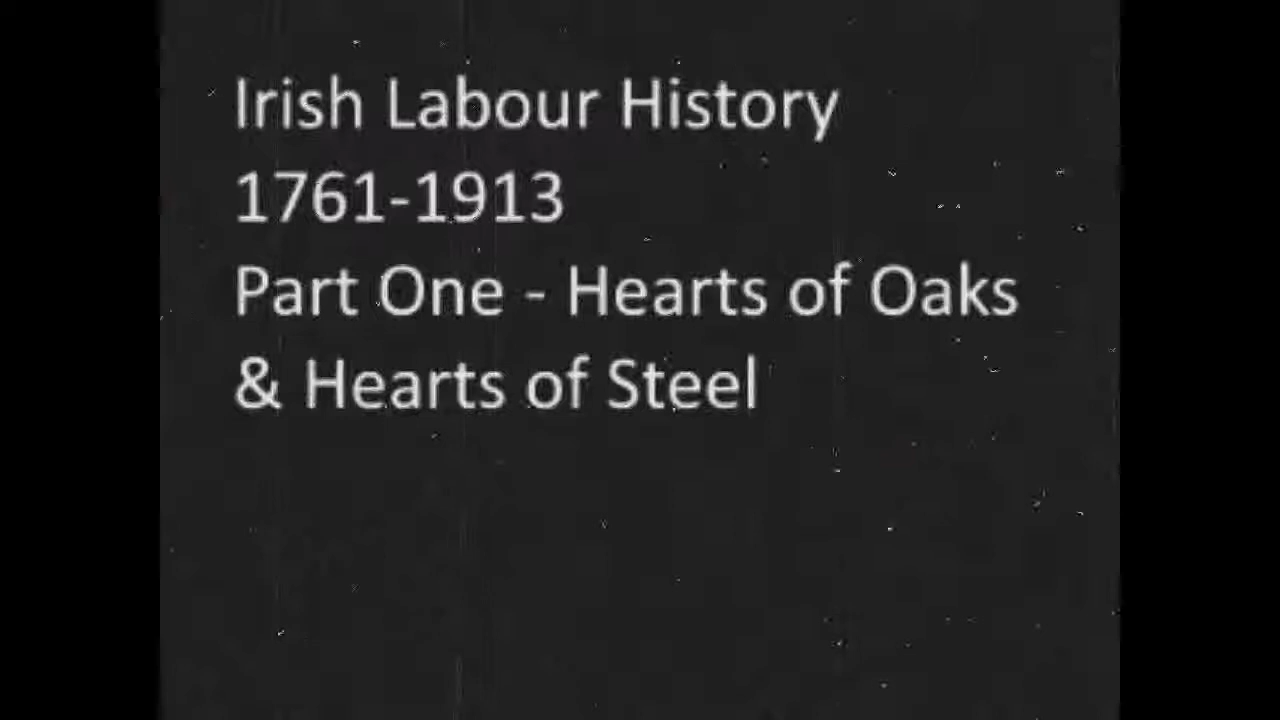 Irish Labour History
1761-1913
Part One - Hearts of Oaks
& Hearts of Steel